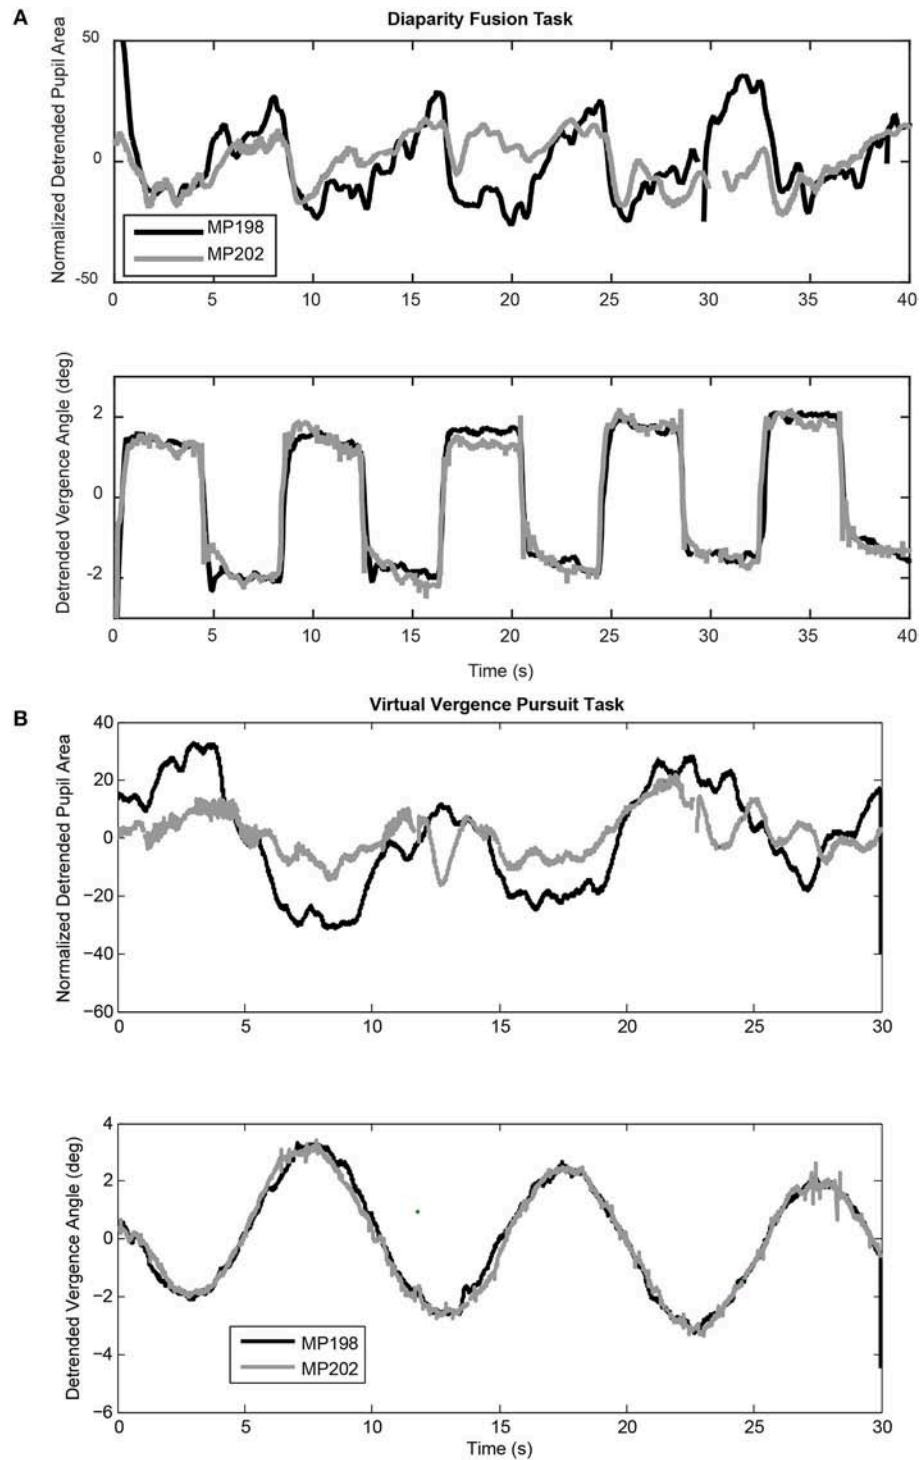 A
Diaparity Fusion Task
Normalized Detrended Pupil Area
50
0
-50
MP198
MP202
0 5 10 15 20 25 30 35 40
Detrended Vergence Angle (deg)
2
0
-2
0 5 10 15 20 25 30 35 40
Time (s)
B
Virtual Vergence Pursuit Task
Normalized Detrended Pupil Area
40
20
0
−20
−40
−60
0 5 10 15 20 25 30
Detrended Vergence Angle (deg)
4
2
0
−2
−4
−6
MP198
MP202
0 5 10 15 20 25 30
Time (s)